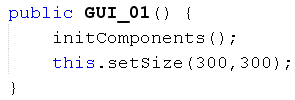 public GUI_01() {
initComponents();
this.setSize(300,300);
}